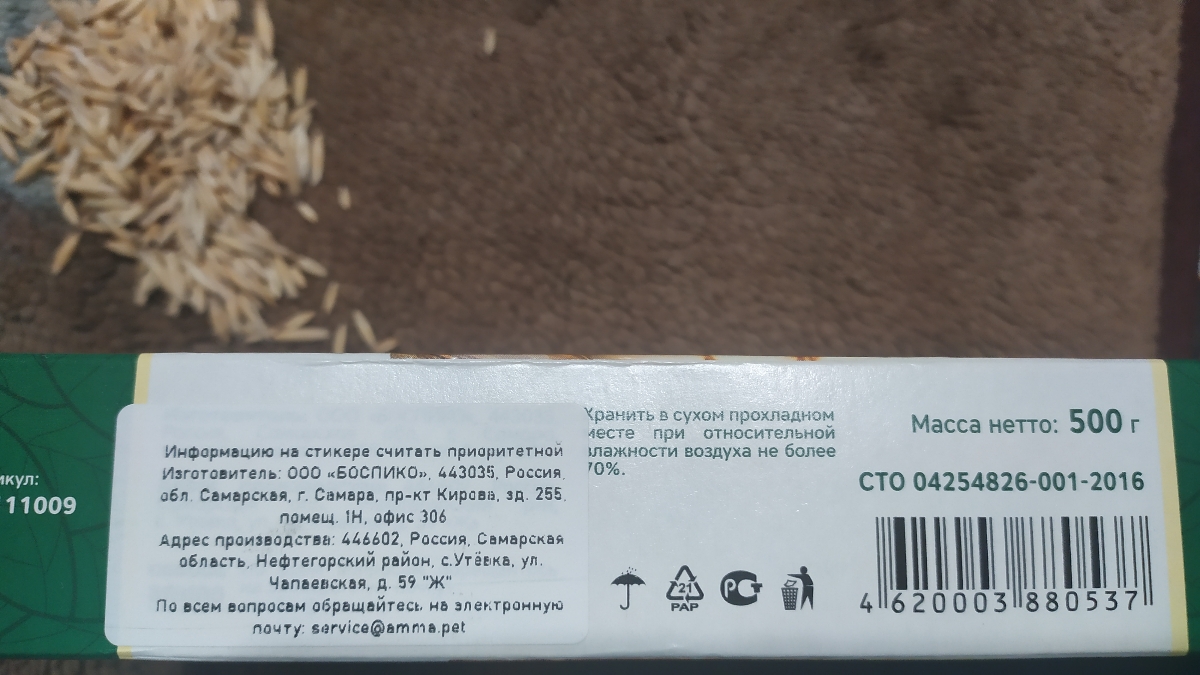 икул:
11009
Информацию на стикере считать приоритетной
Изготовитель: ООО «БОСПИКО», 443035, Россия,
обл. Самарская, г. Самара, пр-кт Кирова, зд. 255,
помещ. 1Н, офис 306
Адрес производства: 446602, Россия, Самарская
область, Нефтегорский район, с.Утёвка, ул.
Чапаевская, д. 59 "Ж"
По всем вопросам обращайтесь на электронную
почту: service@amma.pet
Хранить в сухом прохладном
месте при относительной
влажности воздуха не более
70%.
21
PAP
РСТ
Масса нетто: 500 г
СТО 04254826-001-2016
4 620003 880537